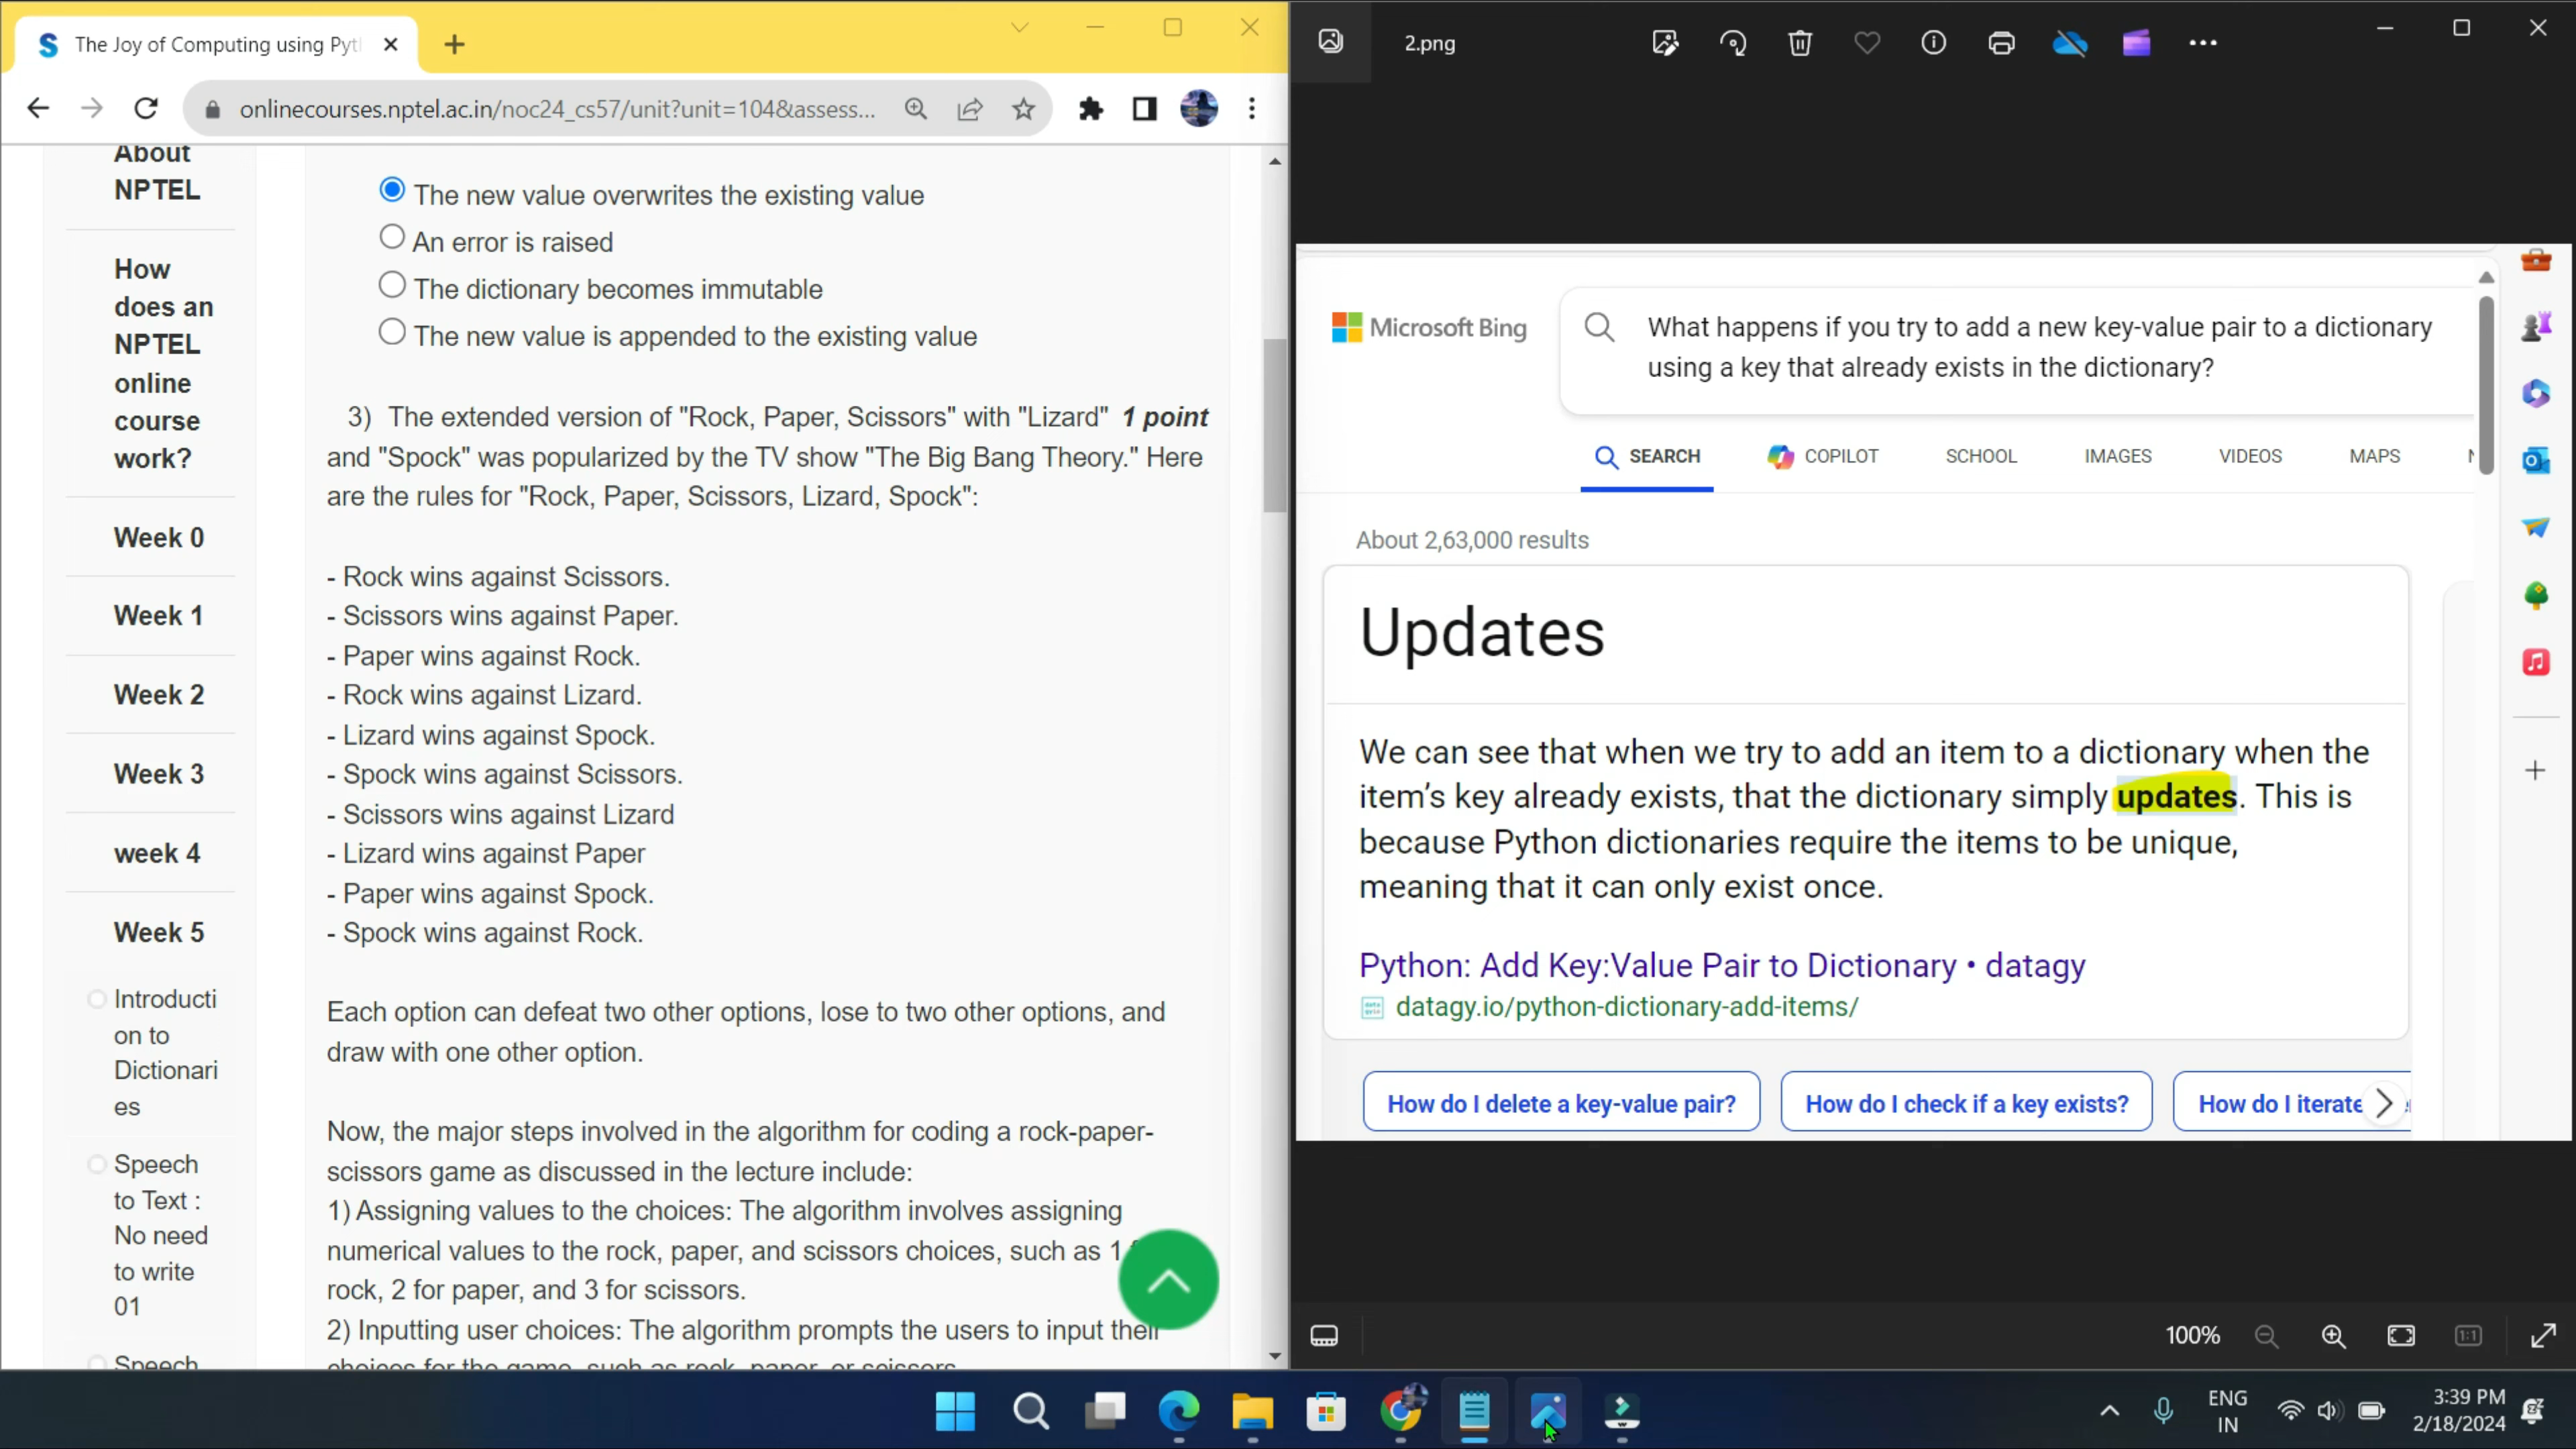 The Joy of Computing using Pyt
onlinecourses.nptel.ac.in/noc24_cs57/unit?unit=104&assess...
About
NPTEL
How
does an
NPTEL
online
course
work?
Week 0
Week 1
Week 2
Week 3
week 4
Week 5
Introducti
on to
Dictionari
es
Speech
to Text :
No need
to write
01
Speech
The new value overwrites the existing value
An error is raised
The dictionary becomes immutable
The new value is appended to the existing value
3) The extended version of "Rock, Paper, Scissors" with "Lizard" 1 point
and "Spock" was popularized by the TV show "The Big Bang Theory." Here
are the rules for "Rock, Paper, Scissors, Lizard, Spock":
- Rock wins against Scissors.
- Scissors wins against Paper.
- Paper wins against Rock.
- Rock wins against Lizard.
- Lizard wins against Spock.
- Spock wins against Scissors.
- Scissors wins against Lizard
- Lizard wins against Paper
- Paper wins against Spock.
- Spock wins against Rock.
Each option can defeat two other options, lose to two other options, and
draw with one other option.
Now, the major steps involved in the algorithm for coding a rock-paper-
scissors game as discussed in the lecture include:
1) Assigning values to the choices: The algorithm involves assigning
numerical values to the rock, paper, and scissors choices, such as 1
rock, 2 for paper, and 3 for scissors.
2) Inputting user choices: The algorithm prompts the users to input their
choices for the game, such as rock, paper, or scissors.
2.png
Microsoft Bing
What happens if you try to add a new key-value pair to a dictionary
using a key that already exists in the dictionary?
SEARCH COPILOT SCHOOL IMAGES VIDEOS MAPS
About 2,63,000 results
Updates
We can see that when we try to add an item to a dictionary when the
item's key already exists, that the dictionary simply updates. This is
because Python dictionaries require the items to be unique,
meaning that it can only exist once.
Python: Add Key:Value Pair to Dictionary • datagy
datagy.io/python-dictionary-add-items/
How do I delete a key-value pair? How do I check if a key exists? How do I iterate
100%
ENG
IN
3:39 PM
2/18/2024